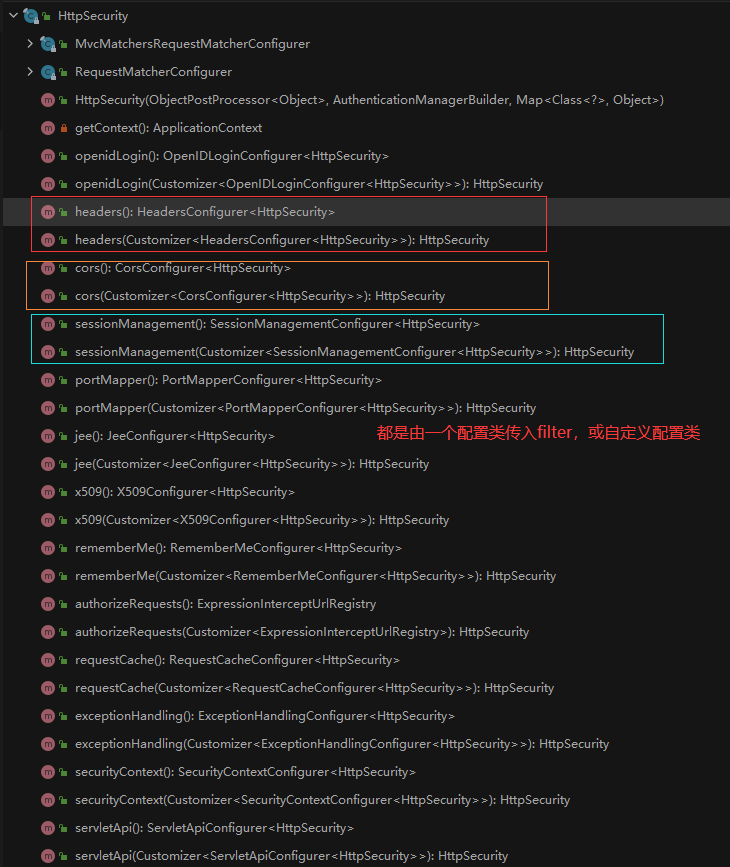 HttpSecurity
MvcMatchersRequestMatcherConfigurer
RequestMatcherConfigurer
HttpSecurity(ObjectPostProcessor<Object>, AuthenticationManagerBuilder, Map<Class<?>, Object>)
getContext(): ApplicationContext
openidLogin(): OpenIDLoginConfigurer<HttpSecurity>
openidLogin(Customizer<OpenIDLoginConfigurer<HttpSecurity>>): HttpSecurity
headers(): HeadersConfigurer<HttpSecurity>
headers(Customizer<HeadersConfigurer<HttpSecurity>>): HttpSecurity
cors(): CorsConfigurer<HttpSecurity>
cors(Customizer<CorsConfigurer<HttpSecurity>>): HttpSecurity
sessionManagement(): SessionManagementConfigurer<HttpSecurity>
sessionManagement(Customizer<SessionManagementConfigurer<HttpSecurity>>): HttpSecurity
portMapper(): PortMapperConfigurer<HttpSecurity>
portMapper(Customizer<PortMapperConfigurer<HttpSecurity>>): HttpSecurity
jee(): JeeConfigurer<HttpSecurity>
都是由一个配置类传入filter，或自定义配置类
jee(Customizer<JeeConfigurer<HttpSecurity>>): HttpSecurity
x509(): X509Configurer<HttpSecurity>
x509(Customizer<X509Configurer<HttpSecurity>>): HttpSecurity
rememberMe(): RememberMeConfigurer<HttpSecurity>
rememberMe(Customizer<RememberMeConfigurer<HttpSecurity>>): HttpSecurity
authorizeRequests(): ExpressionInterceptUrlRegistry
authorizeRequests(Customizer<ExpressionInterceptUrlRegistry>): HttpSecurity
requestCache(): RequestCacheConfigurer<HttpSecurity>
requestCache(Customizer<RequestCacheConfigurer<HttpSecurity>>): HttpSecurity
exceptionHandling(): ExceptionHandlingConfigurer<HttpSecurity>
exceptionHandling(Customizer<ExceptionHandlingConfigurer<HttpSecurity>>): HttpSecurity
securityContext(): SecurityContextConfigurer<HttpSecurity>
securityContext(Customizer<SecurityContextConfigurer<HttpSecurity>>): HttpSecurity
servletApi(): ServletApiConfigurer<HttpSecurity>
servletApi(Customizer<ServletApiConfigurer<HttpSecurity>>): HttpSecurity